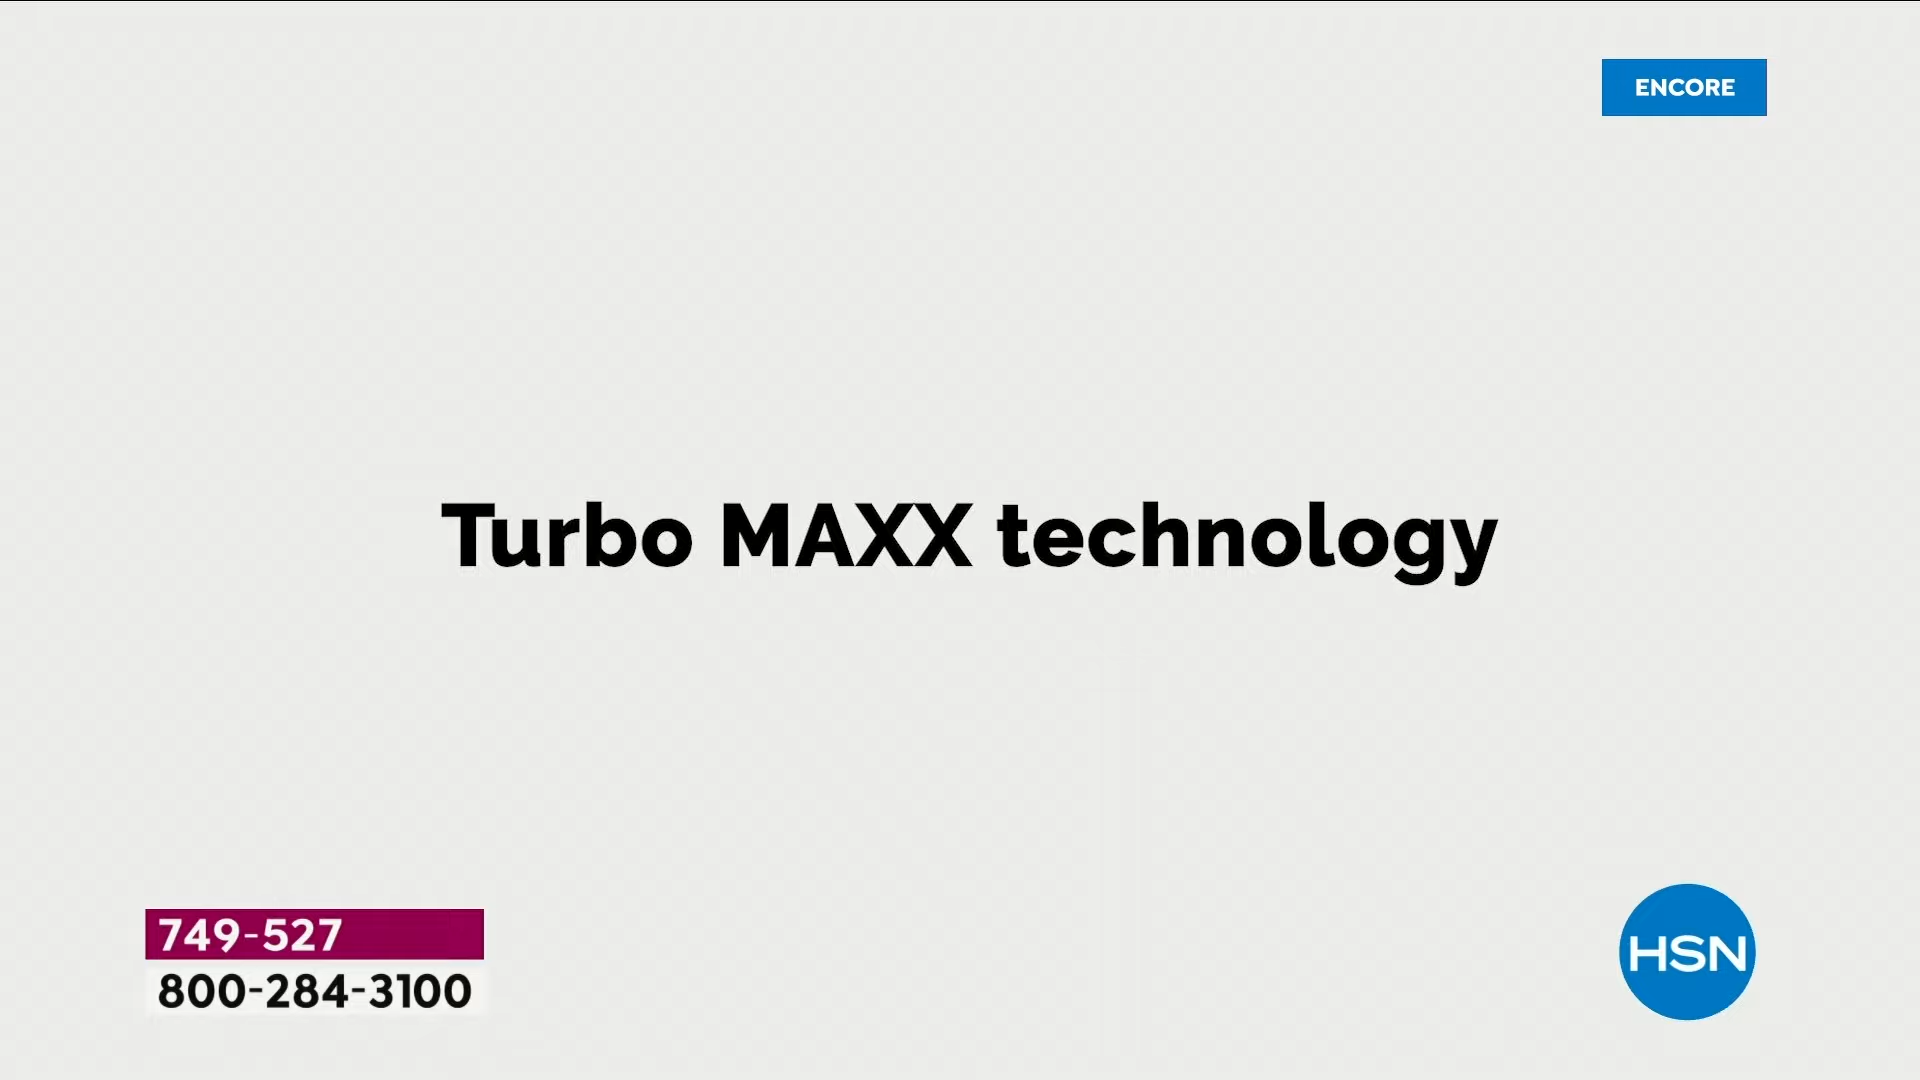 ENCORE
Turbo MAXX technology
749-527
800-284-3100
HSN